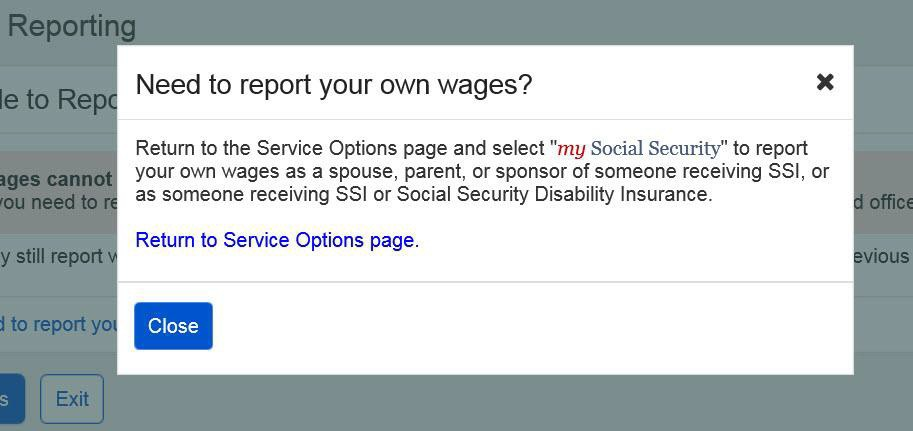 Reporting
Need to report your own wages?
le to Repo
Return to the Service Options page and select "my Social Security" to report
your own wages as a spouse, parent, or sponsor of someone receiving SSI, or
as someone receiving SSI or Social Security Disability Insurance.
Return to Service Options page.
Close
ages cannot
you need to re
d office
y still report w
evious
d to report you
s
Exit